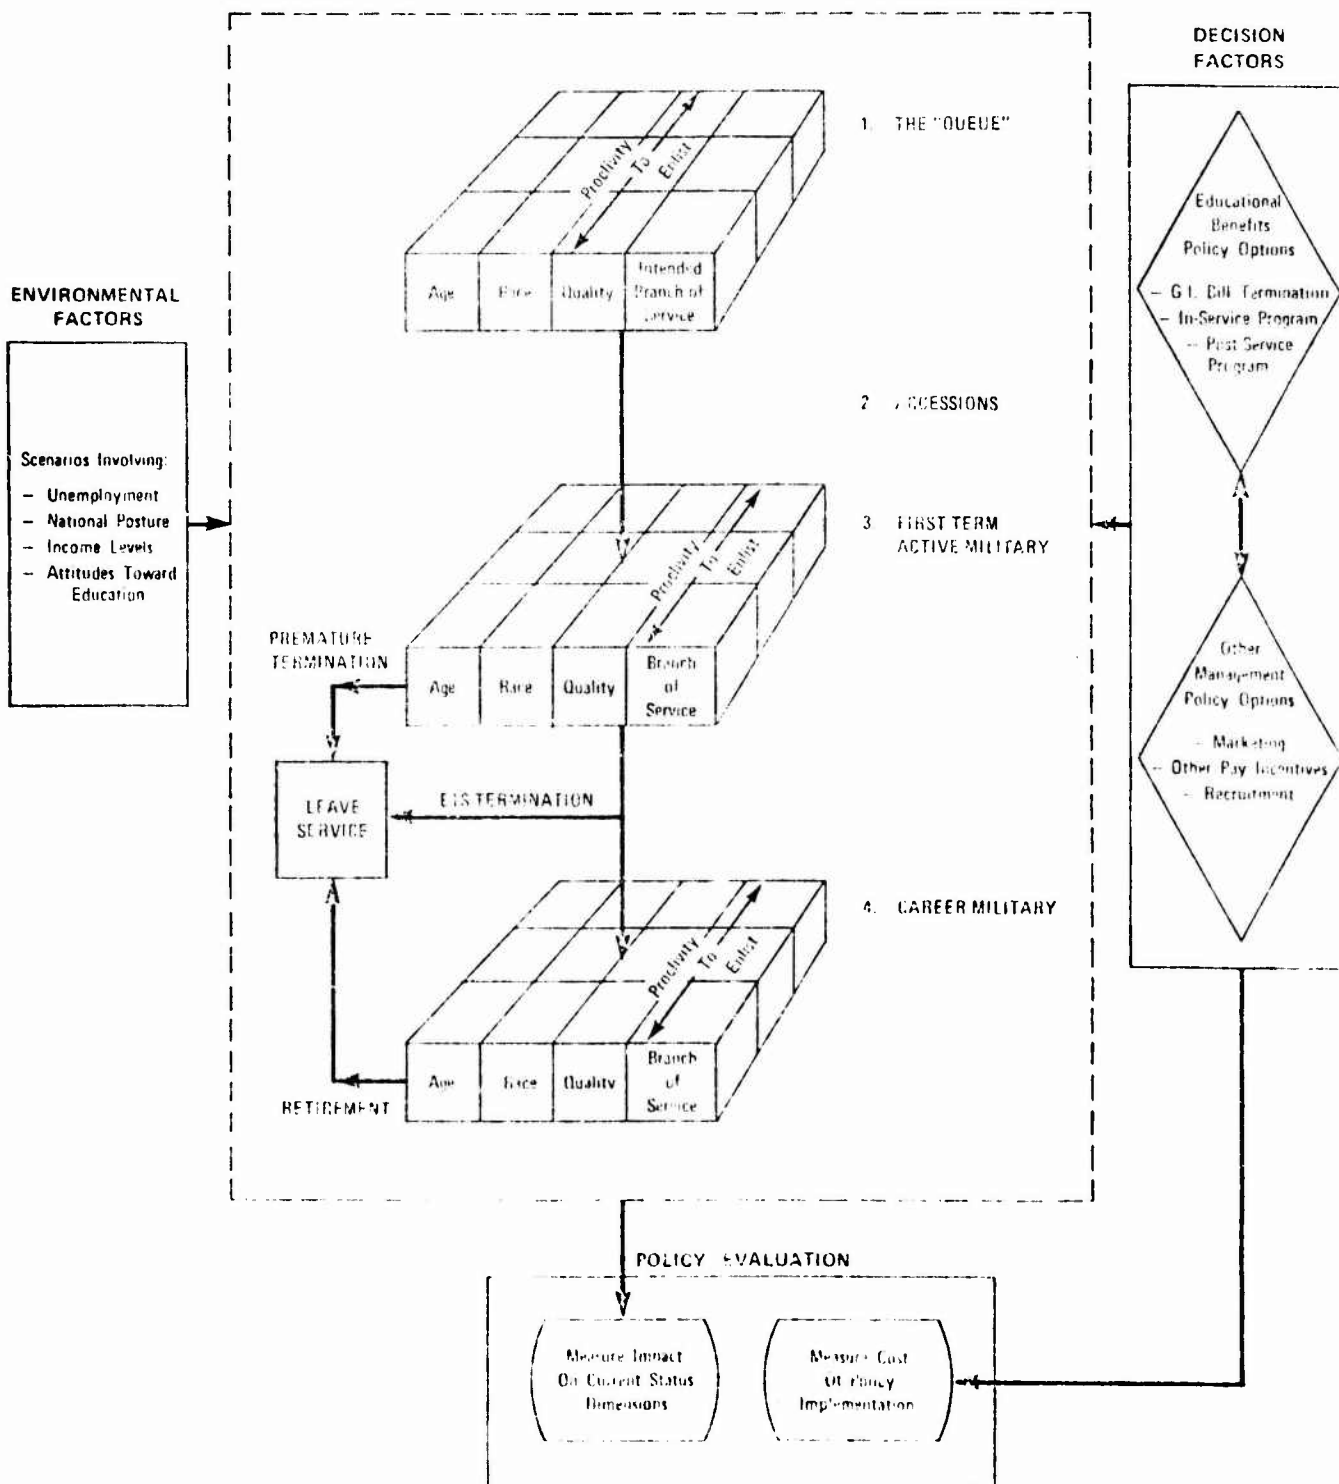 DECISION
FACTORS
1. THE "QUEUE"
Proclivity
To
Enlist
Age
Race
Quality
Intended
Branch of
Service
Educational
Benefits
Policy Options
- G.I. Bill Termination
- In-Service Program
- Post Service
Program
ENVIRONMENTAL
FACTORS
Scenarios Involving:
- Unemployment
- National Posture
- Income Levels
- Attitudes Toward
Education
2. ACCESSIONS
3. FIRST TERM
ACTIVE MILITARY
Proclivity
To
Enlist
Age
Race
Quality
Branch
of
Service
PREMATURE
TERMINATION
LEAVE
SERVICE
ETS TERMINATION
Other
Management
Policy Options
- Marketing
- Other Pay Incentives
- Recruitment
4. CAREER MILITARY
Proclivity
To
Enlist
Age
Race
Quality
Branch
of
Service
RETIREMENT
POLICY EVALUATION
Measure Impact
On Current Status
Dimensions
Measure Cost
Of Policy
Implementation